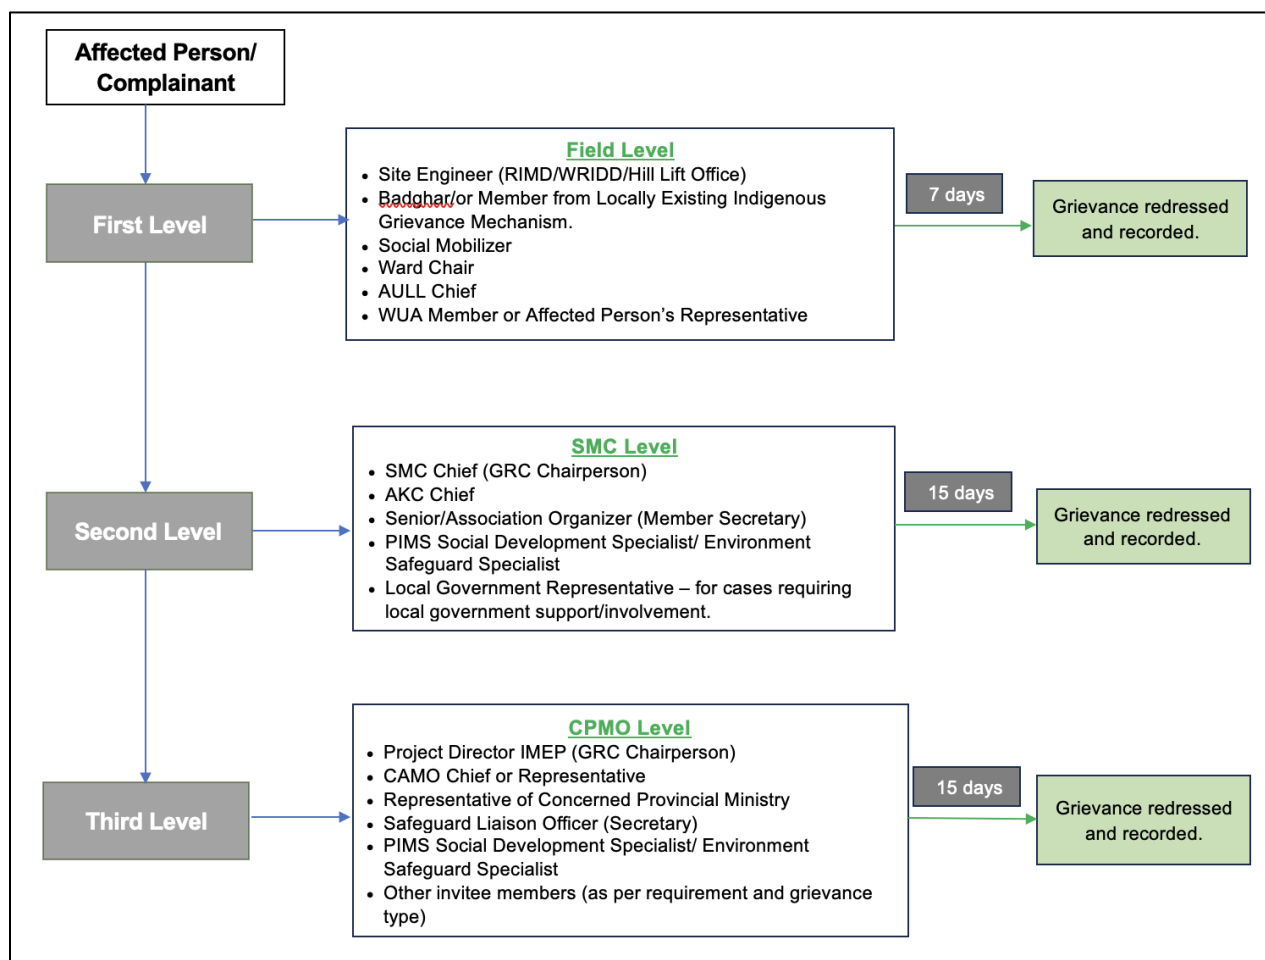 Affected Person/
Complainant
Field Level
• Site Engineer (RIMD/WRIDD/Hill Lift Office)
• Badghar/or Member from Locally Existing Indigenous
Grievance Mechanism.
• Social Mobilizer
• Ward Chair
• AULL Chief
• WUA Member or Affected Person’s Representative
First Level
7 days
Grievance redressed
and recorded.
SMC Level
• SMC Chief (GRC Chairperson)
• AKC Chief
• Senior/Association Organizer (Member Secretary)
• PIMS Social Development Specialist/ Environment
Safeguard Specialist
• Local Government Representative – for cases requiring
local government support/involvement.
Second Level
15 days
Grievance redressed
and recorded.
CPMO Level
• Project Director IMEP (GRC Chairperson)
• CAMO Chief or Representative
• Representative of Concerned Provincial Ministry
• Safeguard Liaison Officer (Secretary)
• PIMS Social Development Specialist/ Environment
Safeguard Specialist
• Other invitee members (as per requirement and grievance
type)
Third Level
15 days
Grievance redressed
and recorded.